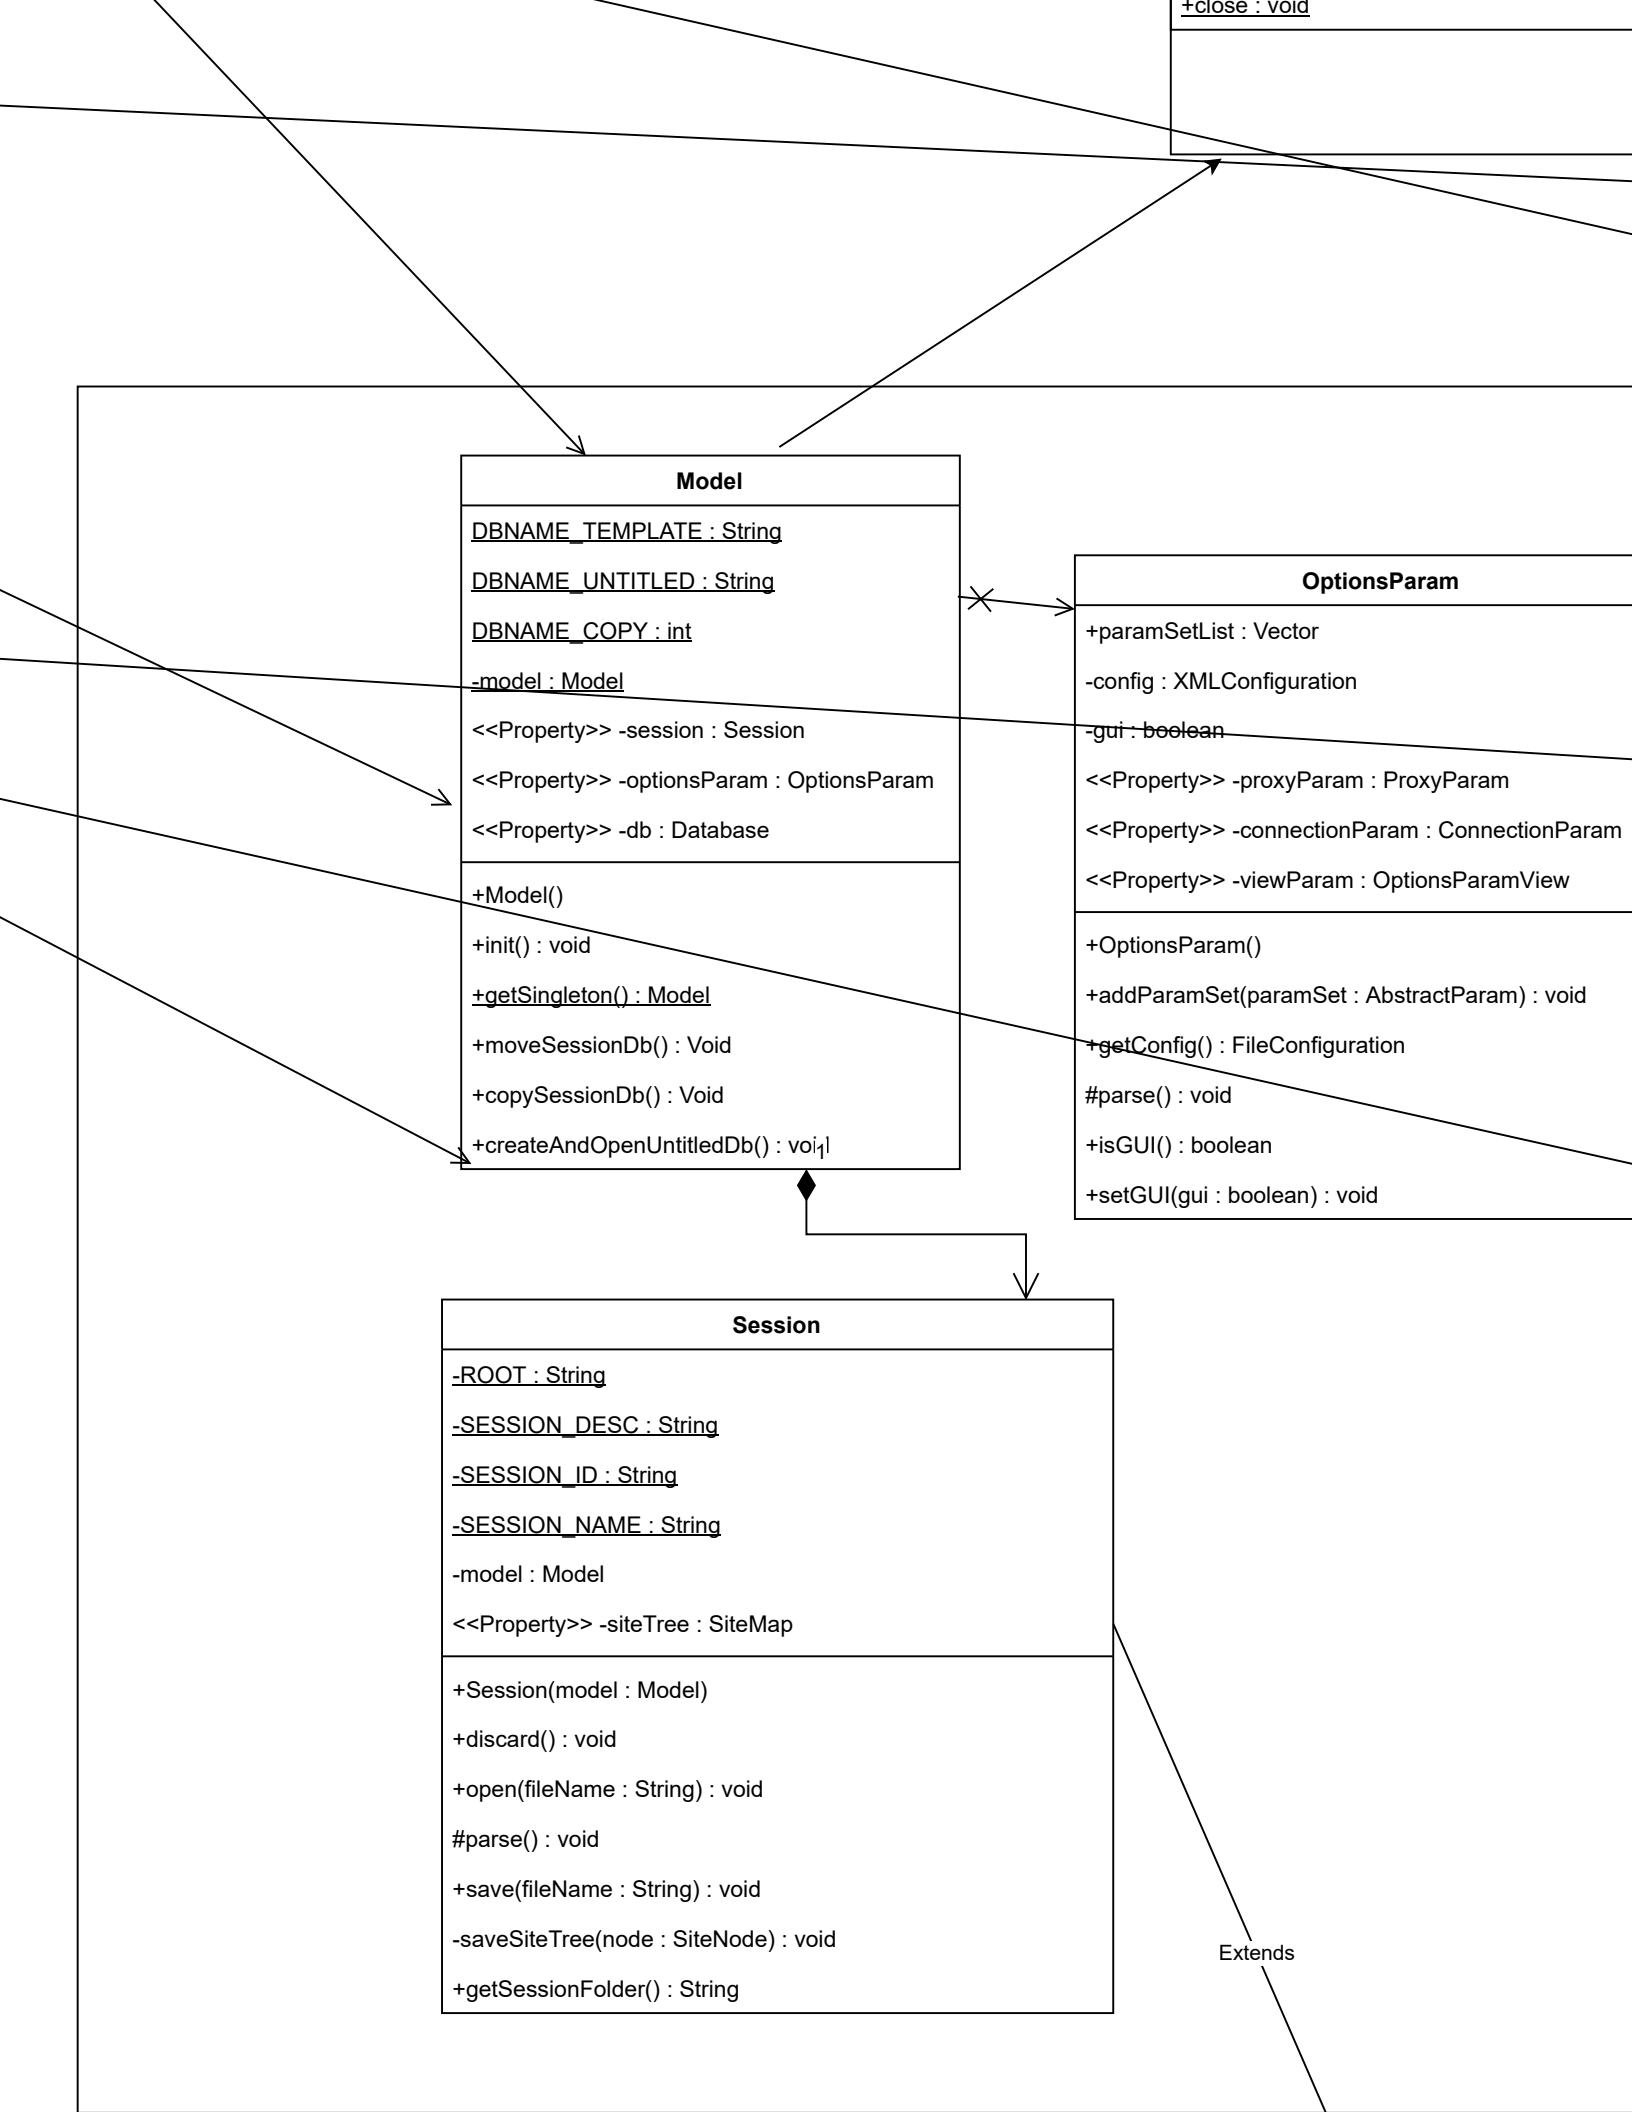 +close : void
Model
DBNAME_TEMPLATE : String
DBNAME_UNTITLED : String
DBNAME_COPY : int
-model : Model
<<Property>> -session : Session
<<Property>> -optionsParam : OptionsParam
<<Property>> -db : Database
+Model()
+init() : void
+getSingleton() : Model
+moveSessionDb() : Void
+copySessionDb() : Void
+createAndOpenUntitledDb() : void
1
OptionsParam
+paramSetList : Vector
-config : XMLConfiguration
-gui : boolean
<<Property>> -proxyParam : ProxyParam
<<Property>> -connectionParam : ConnectionParam
<<Property>> -viewParam : OptionsParamView
+OptionsParam()
+addParamSet(paramSet : AbstractParam) : void
+getConfig() : FileConfiguration
#parse() : void
+isGUI() : boolean
+setGUI(gui : boolean) : void
Session
-ROOT : String
-SESSION_DESC : String
-SESSION_ID : String
-SESSION_NAME : String
-model : Model
<<Property>> -siteTree : SiteMap
+Session(model : Model)
+discard() : void
+open(fileName : String) : void
#parse() : void
+save(fileName : String) : void
-saveSiteTree(node : SiteNode) : void
+getSessionFolder() : String
Extends